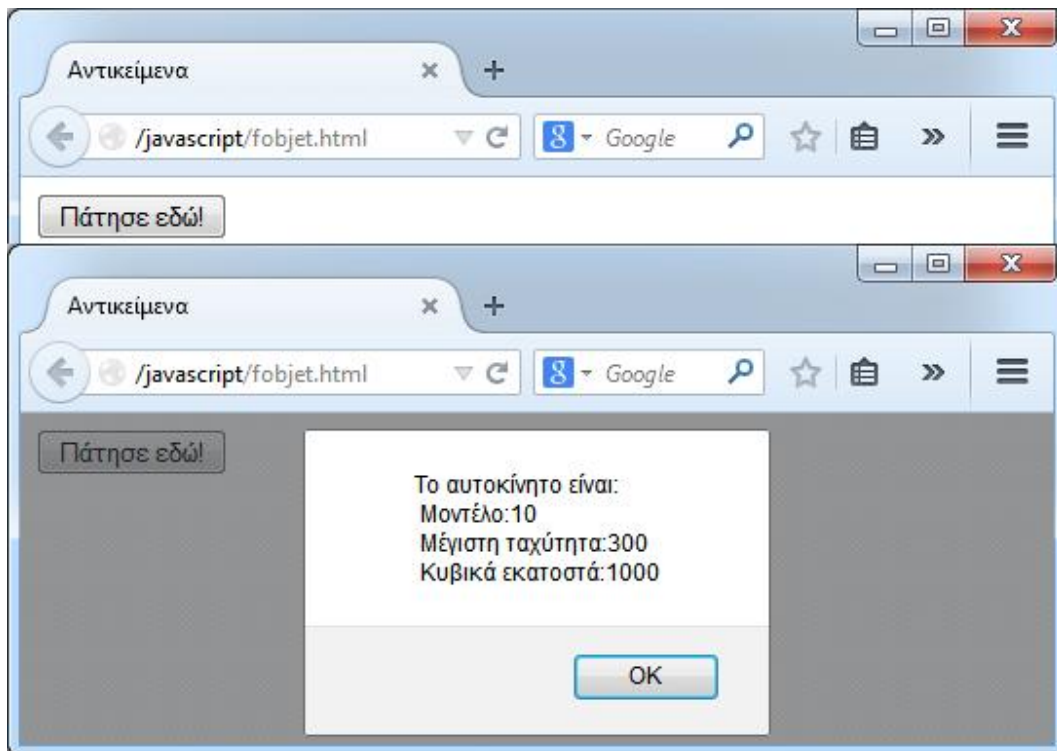 Αντικείμενα
/javascript/fobjet.html
Google
Πάτησε εδώ!
Αντικείμενα
/javascript/fobjet.html
Google
Πάτησε εδώ!
Το αυτοκίνητο είναι:
Μοντέλο:10
Μέγιστη ταχύτητα:300
Κυβικά εκατοστά:1000
OK